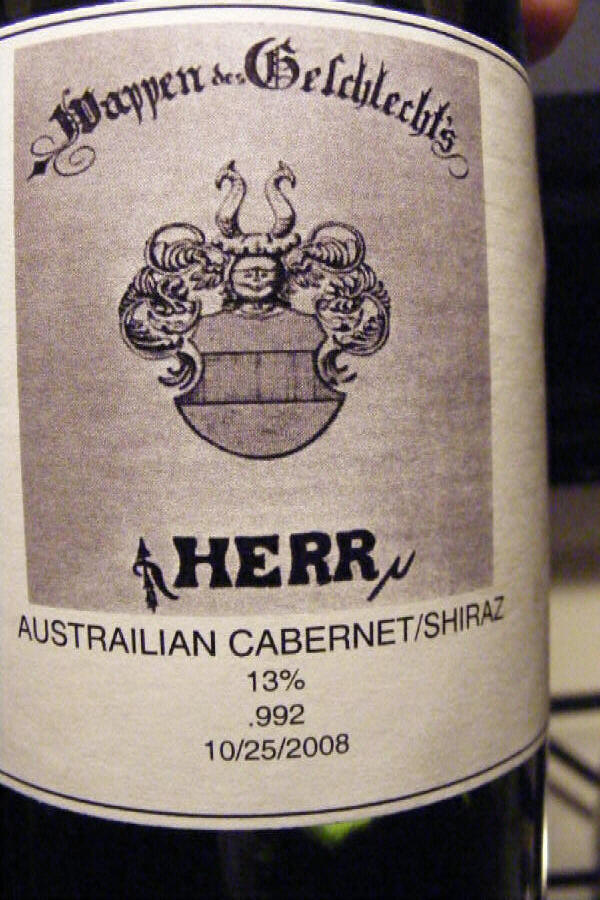 Wappen des Geschlecht's
HERR
AUSTRAILIAN CABERNET/SHIRAZ
13%
.992
10/25/2008